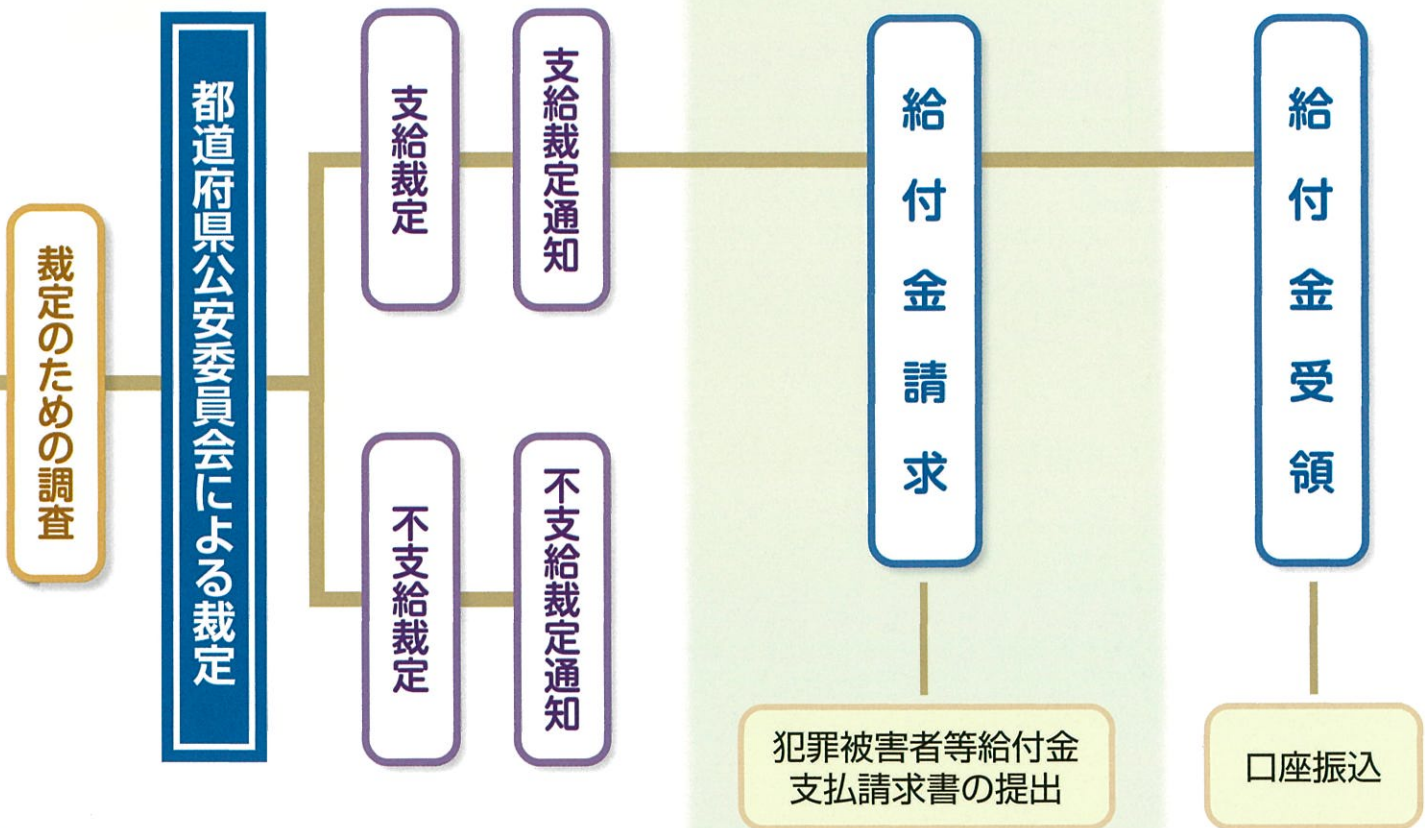 裁定のための調査
都道府県公安委員会による裁定
支給裁定
支給裁定通知
不支給裁定
不支給裁定通知
給付金請求
犯罪被害者等給付金
支払請求書の提出
給付金受領
口座振込